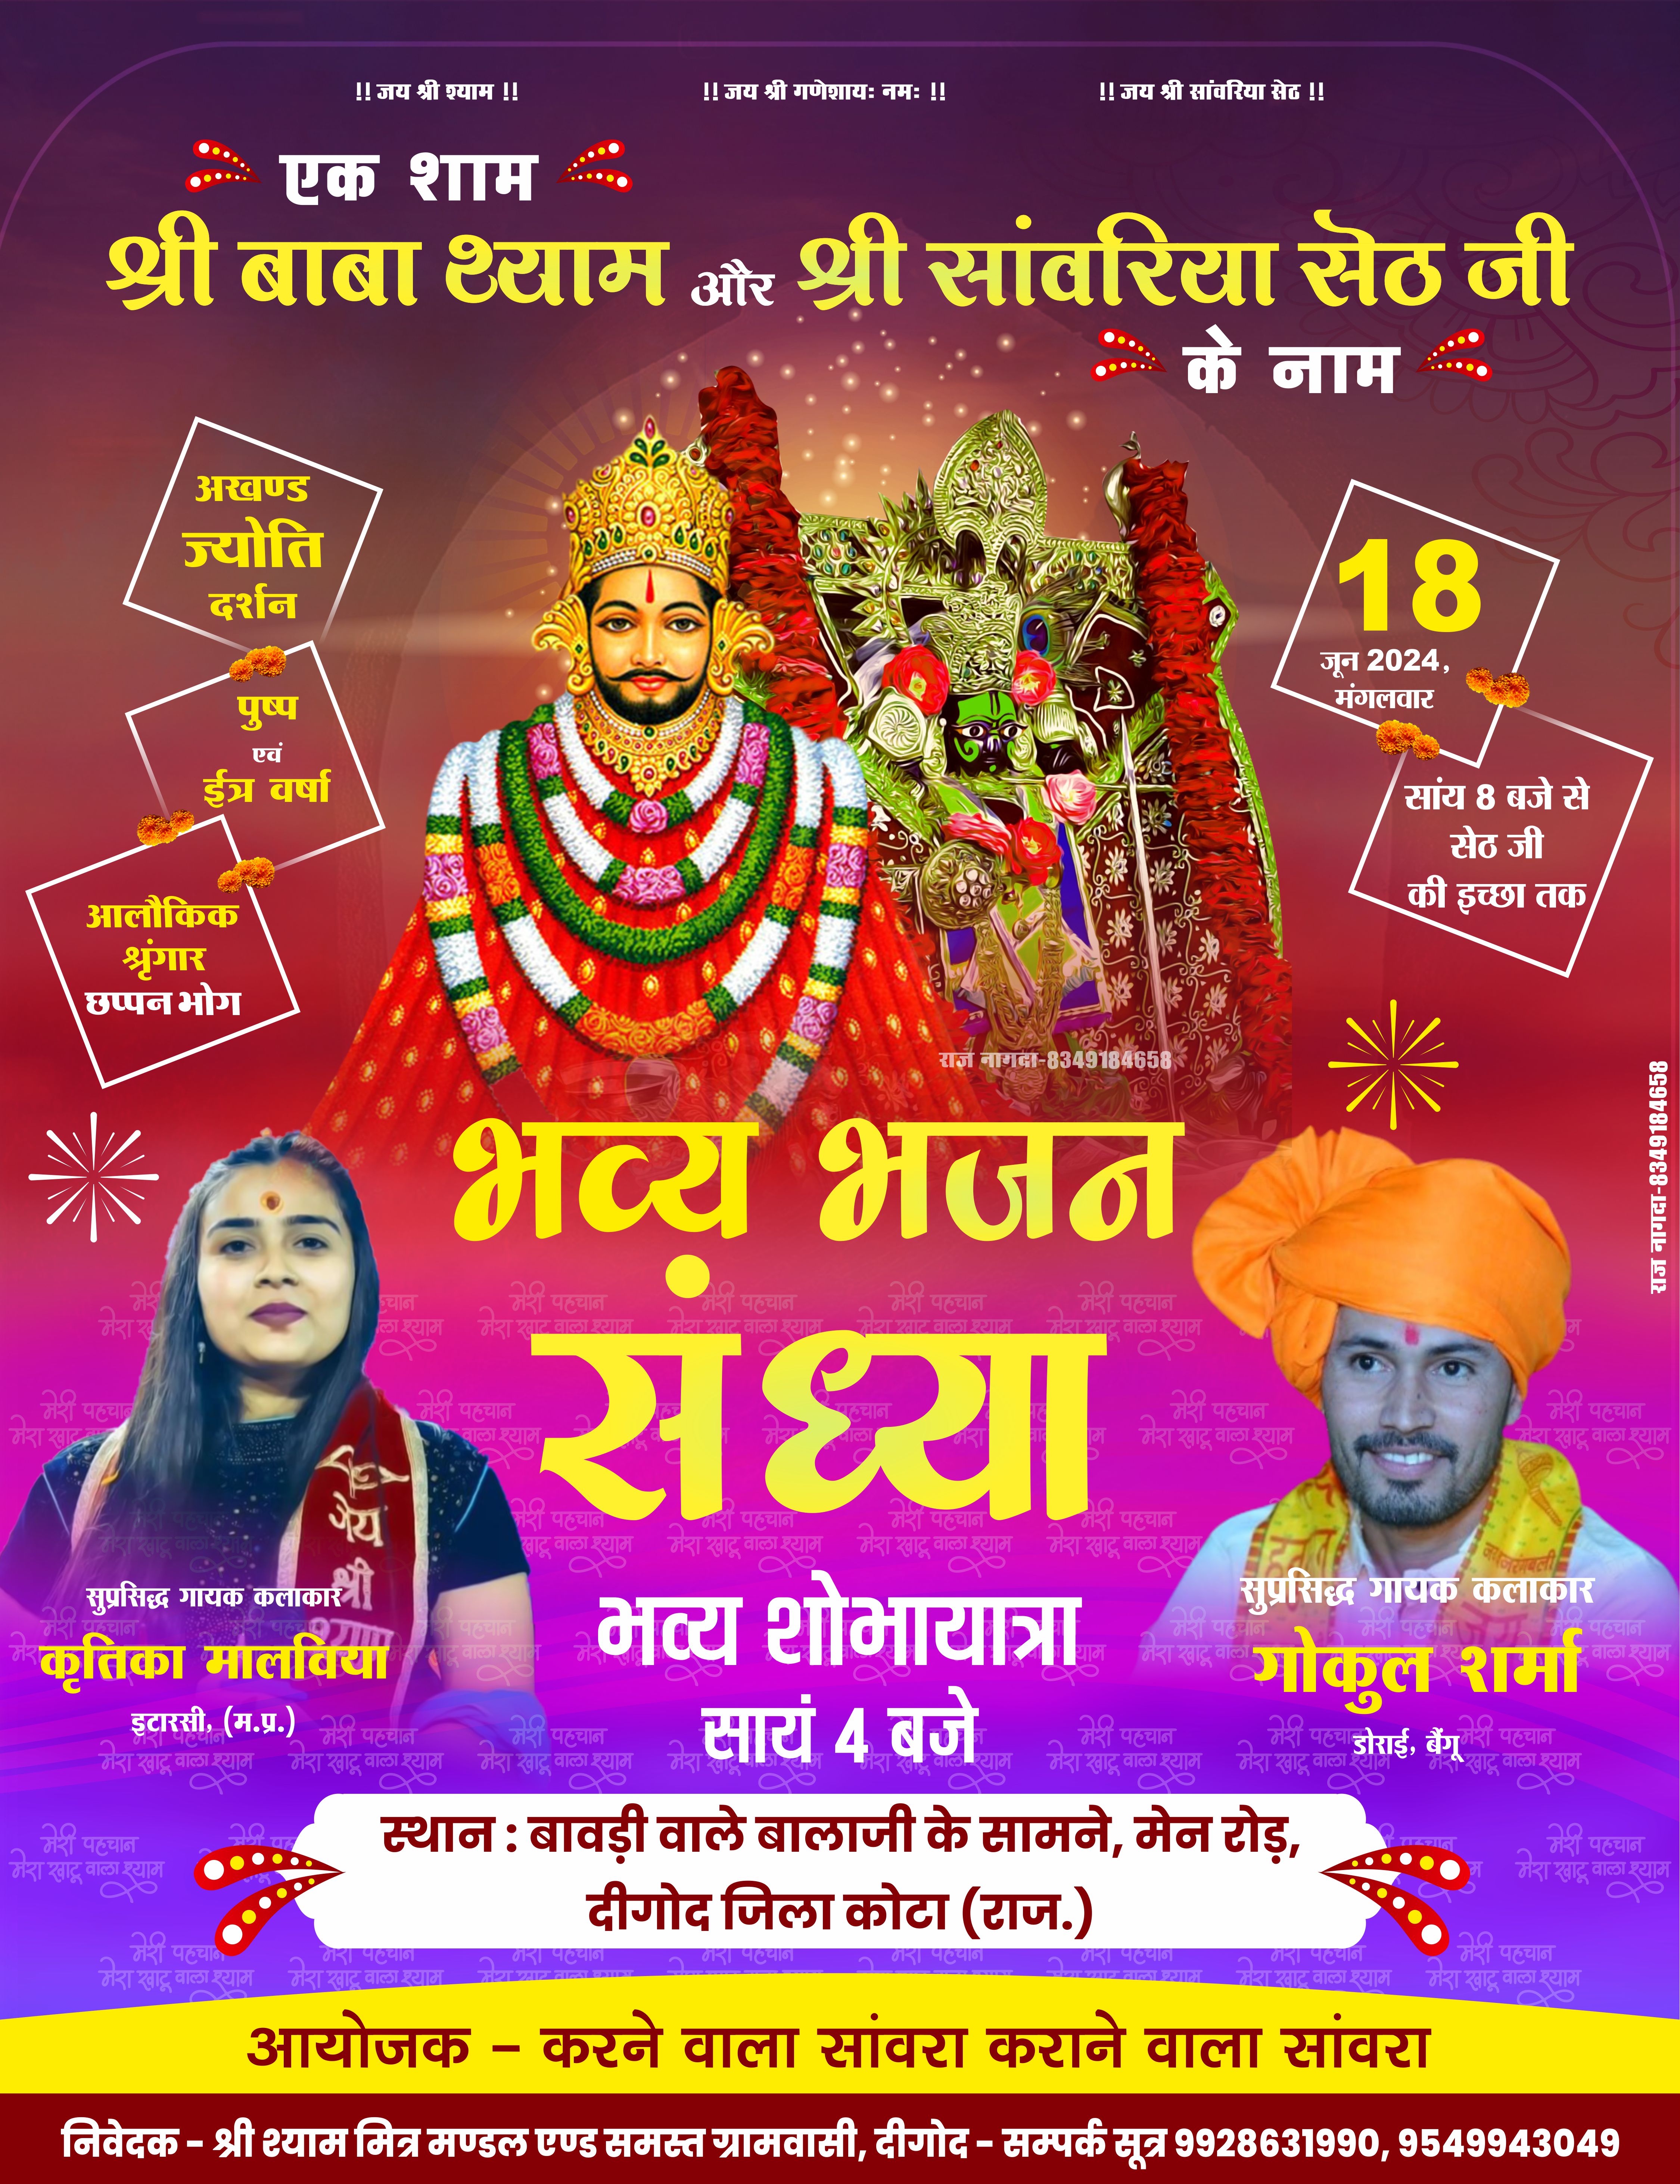 !! जय श्री श्याम !!
!! जय श्री गणेशायः नमः !!
!! जय श्री सांवरिया सेठ !!
एक शाम
श्री बाबा श्याम और श्री सांवरिया सेठ जी
के नाम
अखण्ड
ज्योति
दर्शन
पुष्प
एवं
ईत्र वर्षा
आलौकिक
श्रृंगार
छप्पन भोग
18
जून 2024,
मंगलवार
सांय 8 बजे से
सेठ जी
की इच्छा तक
राज नागदा-8349184658
राज नागदा-8349184658
भव्य भजन
संध्या
मेरी पहचान
मेरा खाटू वाला श्याम
जय
श्री
श्याम
सुप्रसिद्ध गायक कलाकार
कृतिका मालविया
इटारसी, (म.प्र.)
भव्य शोभायात्रा
सायं 4 बजे
सुप्रसिद्ध गायक कलाकार
गोकुल शर्मा
डोराई, बैंगू
स्थान : बावड़ी वाले बालाजी के सामने, मेन रोड़,
दीगोद जिला कोटा (राज.)
आयोजक – करने वाला सांवरा कराने वाला सांवरा
निवेदक – श्री श्याम मित्र मण्डल एण्ड समस्त ग्रामवासी, दीगोद – सम्पर्क सूत्र 9928631990, 9549943049